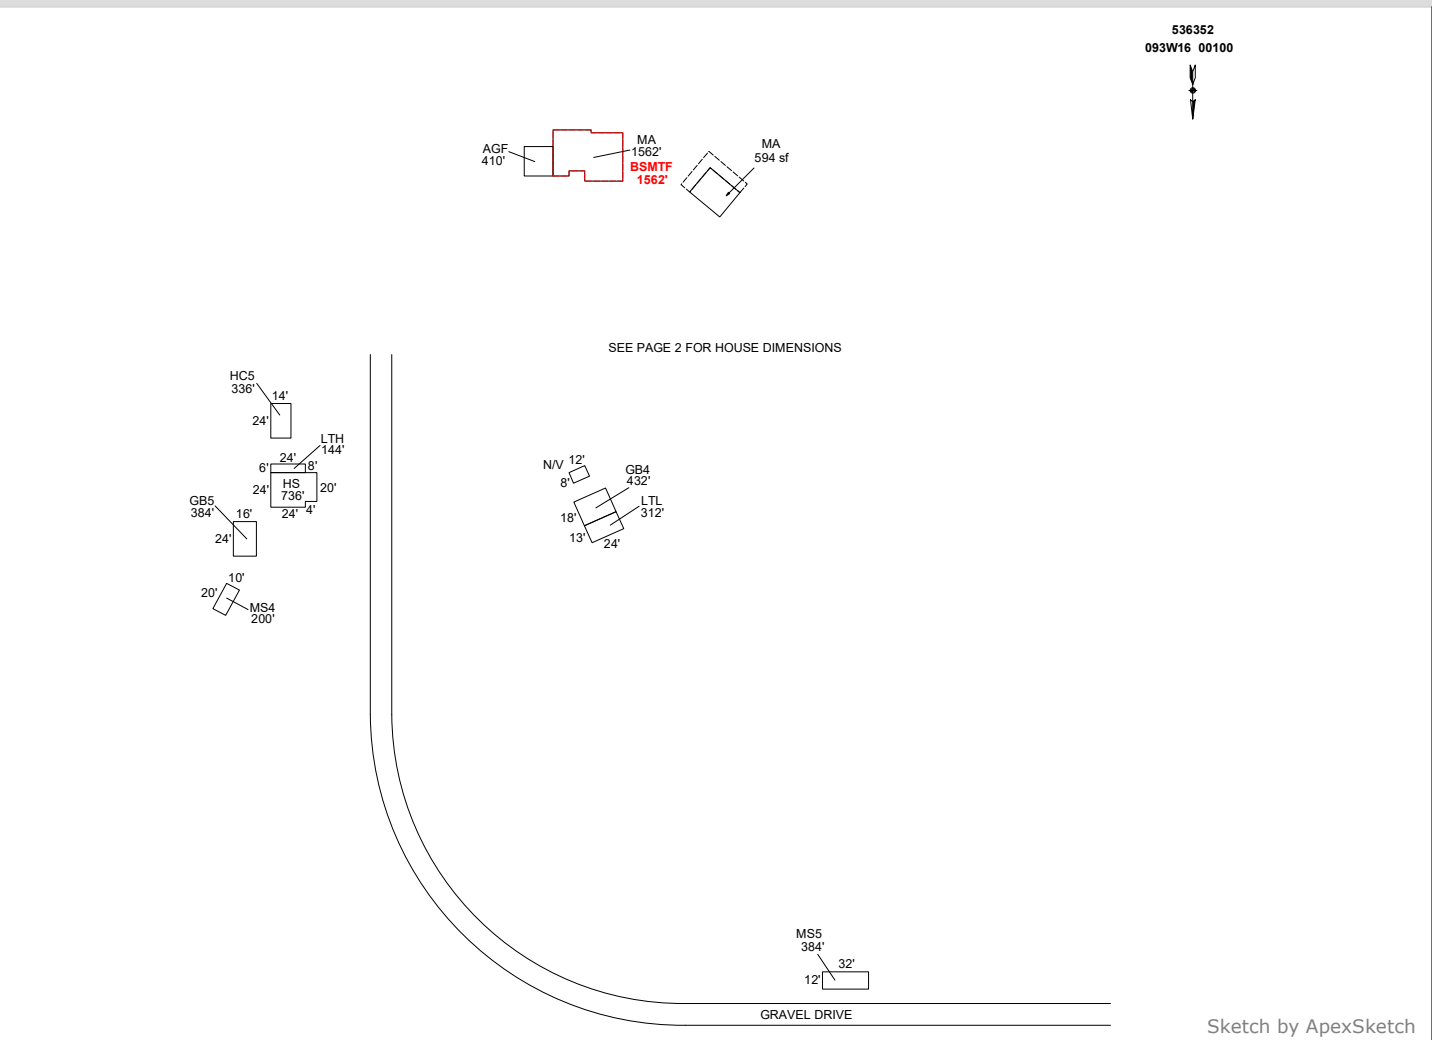 536352
093W16 00100
AGF
410'
MA
1562'
BSMTF
1562'
MA
594 sf
SEE PAGE 2 FOR HOUSE DIMENSIONS
HC5
336'
14'
24'
LTH
144'
24'
6'
8'
HS
736'
24'
20'
24'
4'
GB5
384'
16'
24'
10'
20'
MS4
200'
N/V
12'
8'
GB4
432'
LTL
312'
18'
13'
24'
MS5
384'
32'
12'
GRAVEL DRIVE
Sketch by ApexSketch